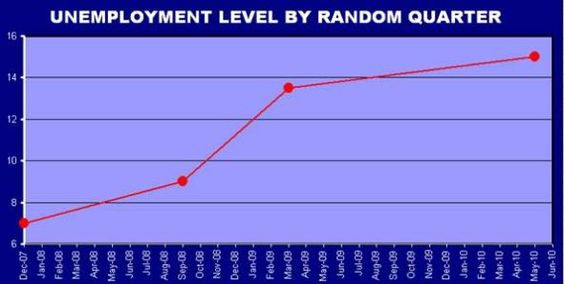 UNEMPLOYMENT LEVEL BY RANDOM QUARTER
16
14
12
10
8
6
Dec-07
Jan-08
Feb-08
Mar-08
Apr-08
May-08
Jun-08
Jul-08
Aug-08
Sep-08
Oct-08
Nov-08
Dec-08
Jan-09
Feb-09
Mar-09
Apr-09
May-09
Jun-09
Jul-09
Aug-09
Sep-09
Oct-09
Nov-09
Dec-09
Jan-10
Feb-10
Mar-10
Apr-10
May-10
Jun-10